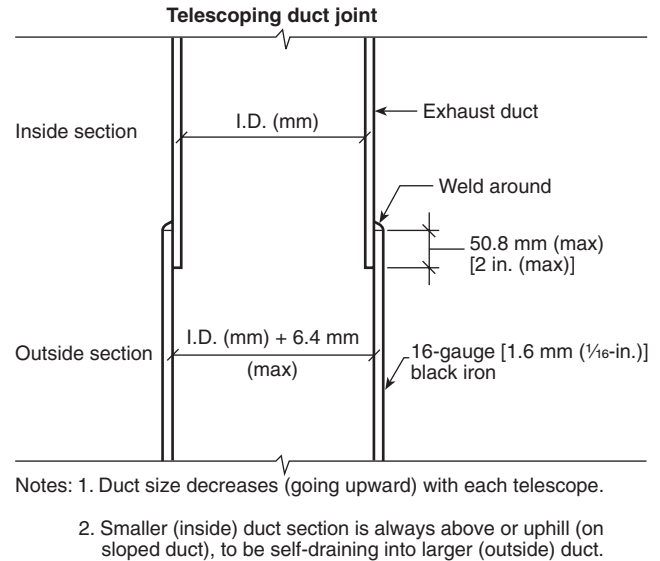 Telescoping duct joint
Inside section
I.D. (mm)
Exhaust duct
Weld around
50.8 mm (max)
[2 in. (max)]
Outside section
I.D. (mm) + 6.4 mm
(max)
16-gauge [1.6 mm (1⁄16-in.)]
black iron
Notes: 1. Duct size decreases (going upward) with each telescope.
2. Smaller (inside) duct section is always above or uphill (on
sloped duct), to be self-draining into larger (outside) duct.